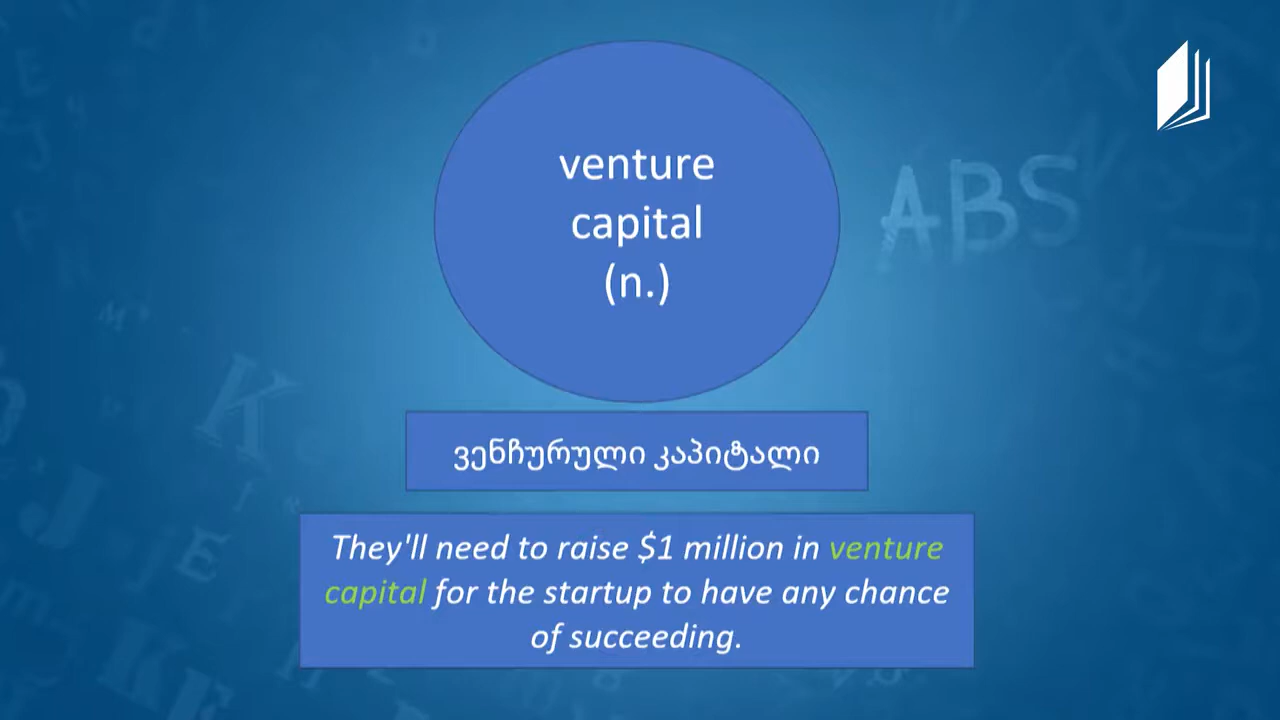 venture
capital
(n.)
ABS
ვენჩურული კაპიტალი
They'll need to raise $1 million in venture
capital for the startup to have any chance
of succeeding.